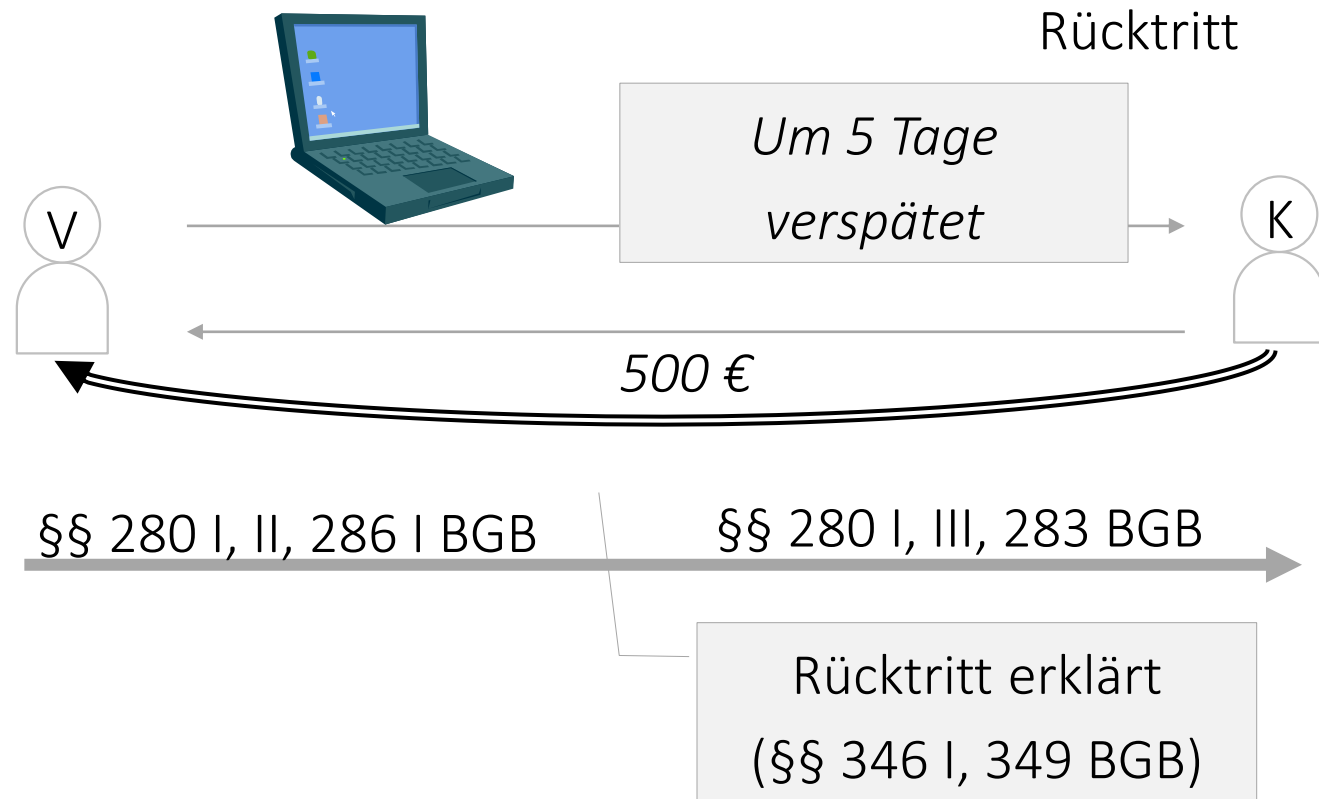 Rücktritt
Um 5 Tage
verspätet
V
K
500 €
§§ 280 I, II, 286 I BGB
§§ 280 I, III, 283 BGB
Rücktritt erklärt
(§§ 346 I, 349 BGB)